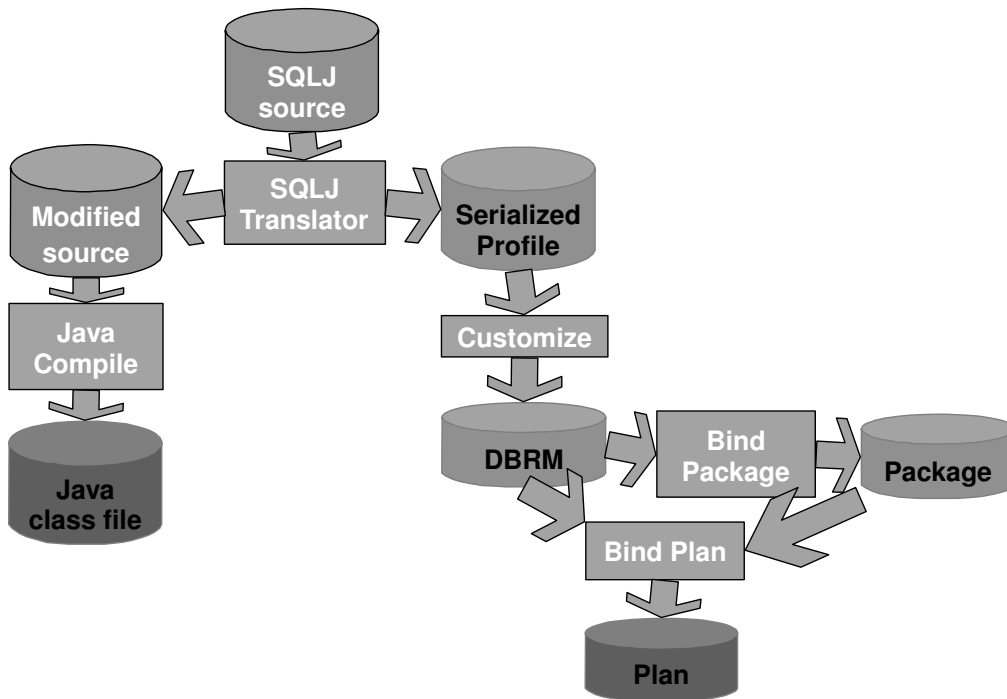 SQLJ
source
SQLJ
Translator
Modified
source
Serialized
Profile
Java
Compile
Customize
Java
class file
DBRM
Bind
Package
Package
Bind Plan
Plan